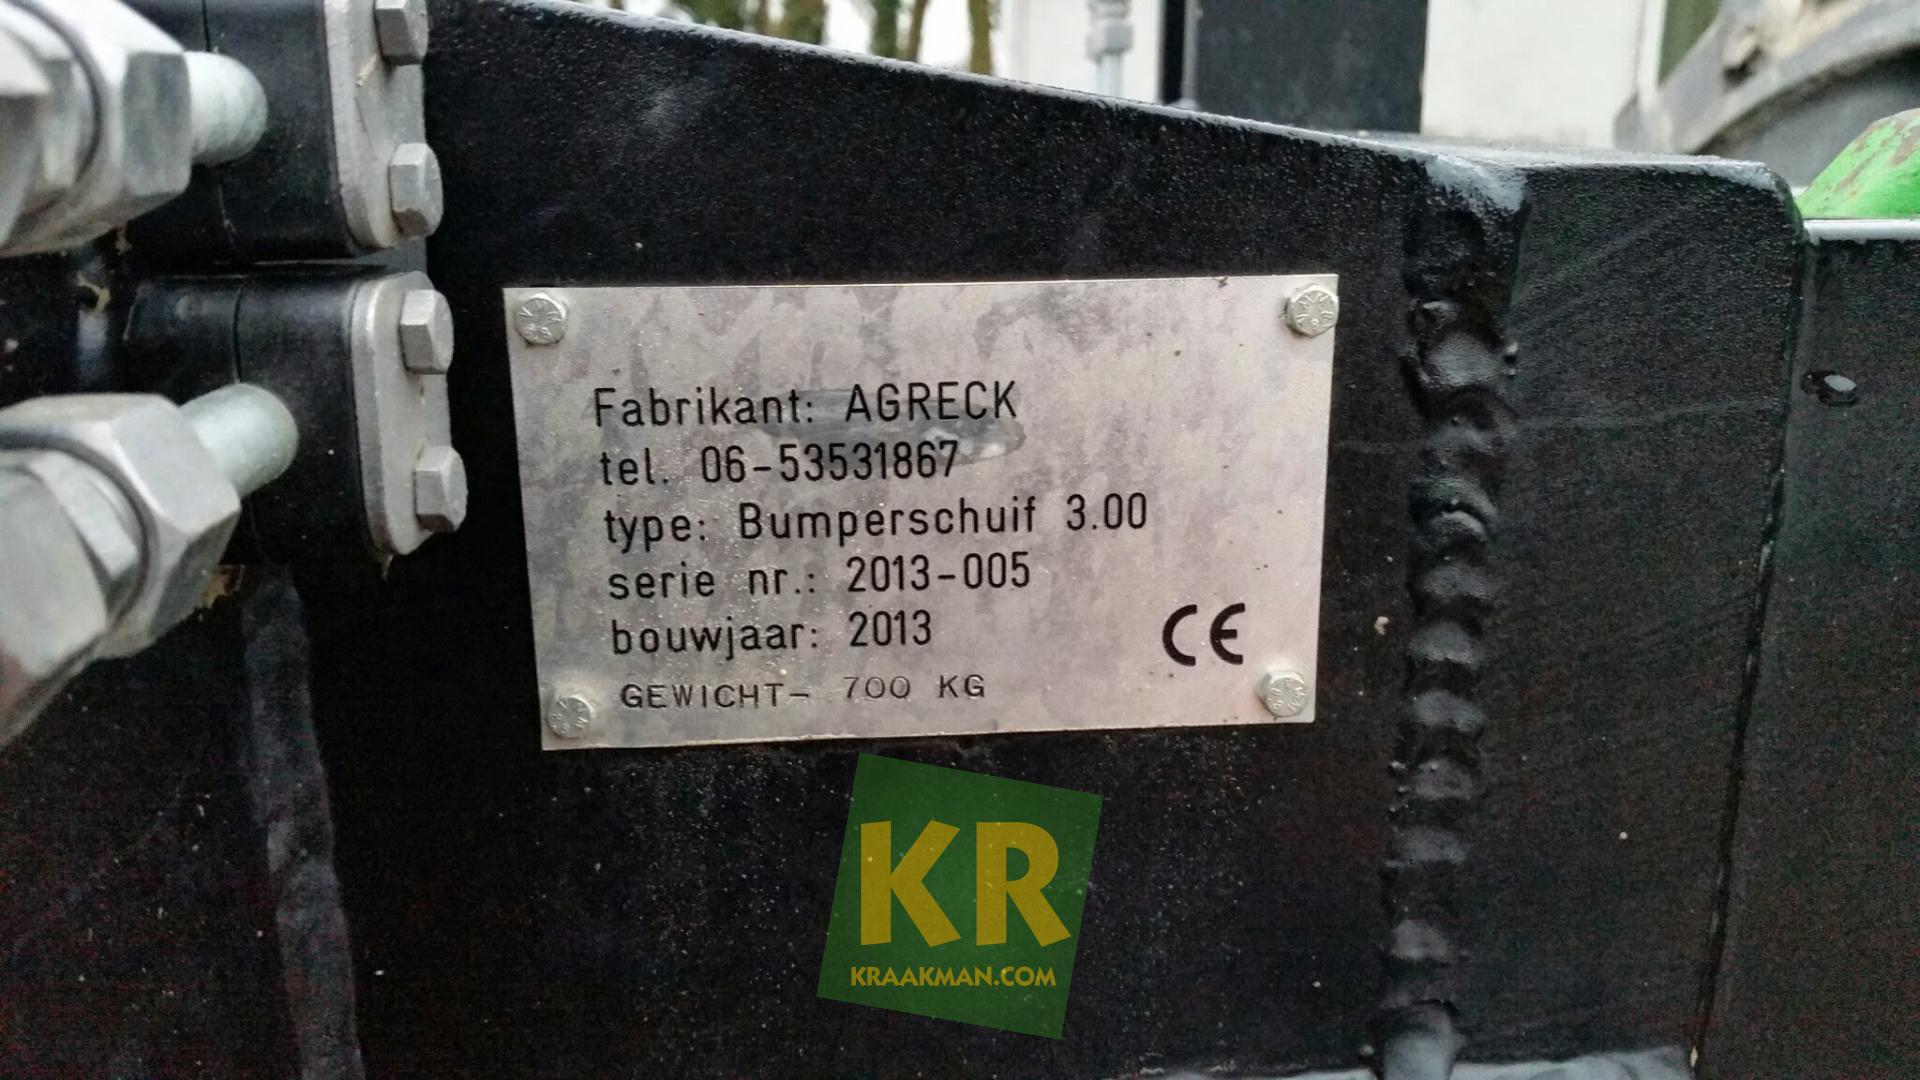 Fabrikant: AGRECK
tel. 06-53531867
type: Bumperschuif 3.00
serie nr.: 2013-005
bouwjaar: 2013
CE
GEWICHT- 700 KG
KR
KRAAKMAN.COM